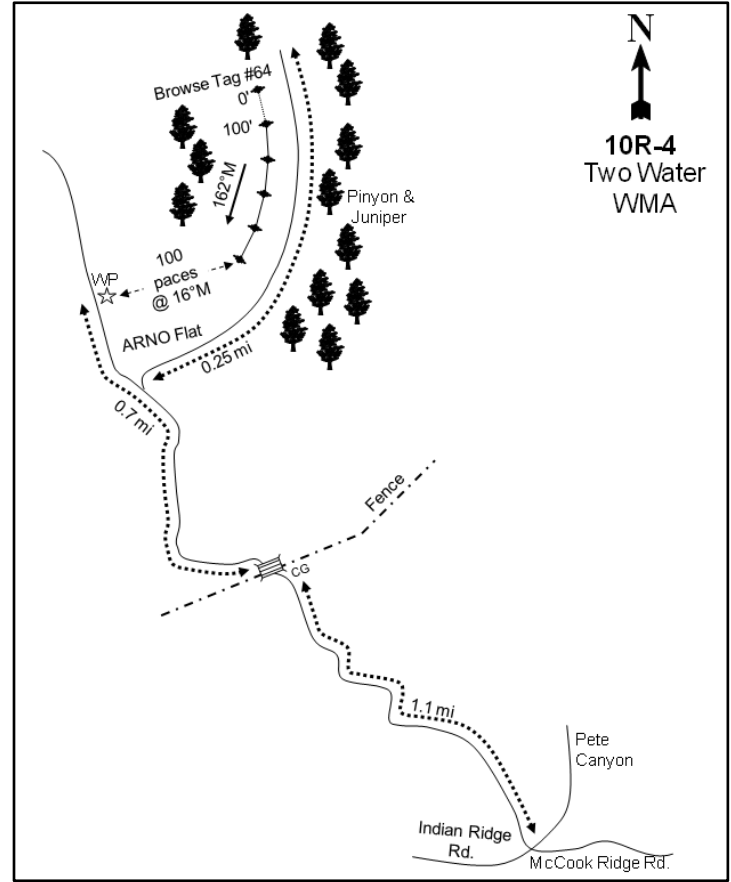 N
10R-4
Two Water
WMA
Browse Tag #64
0'
100'
162°M
Pinyon &
Juniper
WP
100
paces
@ 16°M
ARNO Flat
0.25 mi
0.7 mi
Fence
CG
1.1 mi
Pete
Canyon
Indian Ridge
Rd.
McCook Ridge Rd.